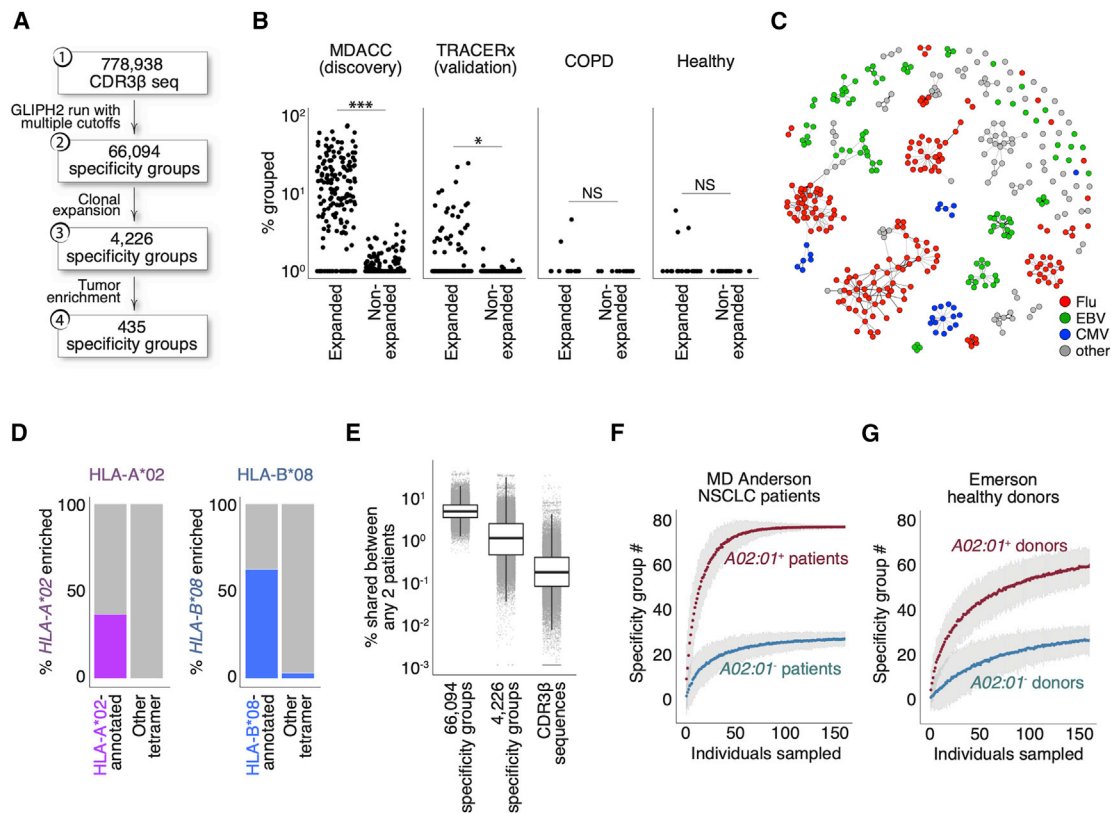 A
1
778,938
CDR3β seq
GLIPH2 run with
multiple cutoffs
2
66,094
specificity groups
Clonal
expansion
3
4,226
specificity groups
Tumor
enrichment
4
435
specificity groups
B
MDACC
(discovery)
TRACERx
(validation)
COPD
Healthy
% grouped
10²
10¹
10⁰
***
*
NS
NS
Expanded
Non-
expanded
Expanded
Non-
expanded
Expanded
Non-
expanded
Expanded
Non-
expanded
C
Flu
EBV
CMV
other
D
HLA-A*02
% HLA-A*02 enriched
100
50
0
HLA-A*02-
annotated
Other
tetramer
HLA-B*08
% HLA-B*08 enriched
100
50
0
HLA-B*08-
annotated
Other
tetramer
E
% shared between
any 2 patients
10¹
10⁰
10⁻¹
10⁻²
10⁻³
66,094
specificity groups
4,226
specificity groups
CDR3β
sequences
F
MD Anderson
NSCLC patients
Specificity group #
80
60
40
20
0
A02:01⁺ patients
A02:01⁻ patients
0
50
100
150
Individuals sampled
G
Emerson
healthy donors
Specificity group #
80
60
40
20
0
A02:01⁺ donors
A02:01⁻ donors
0
50
100
150
Individuals sampled